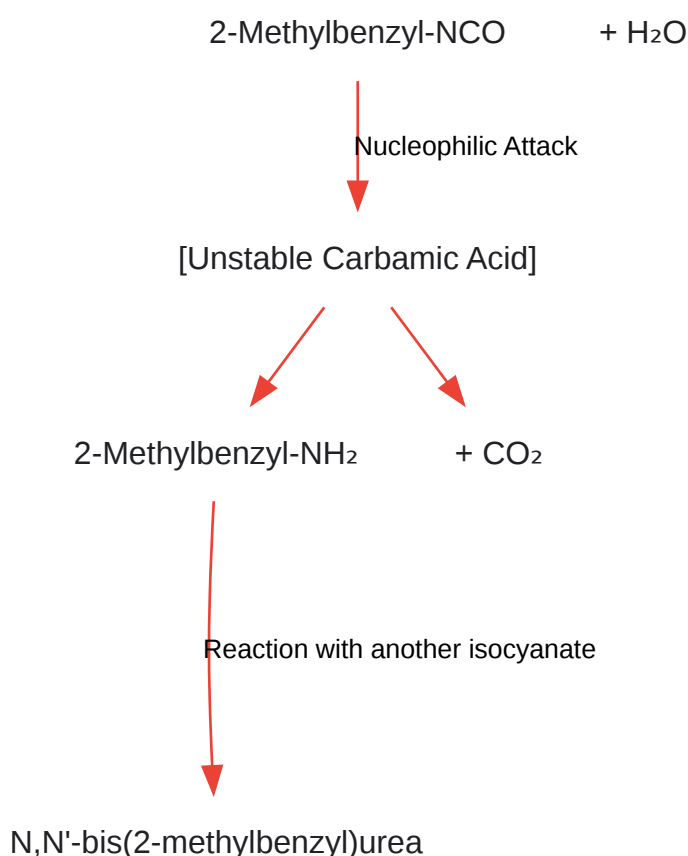 2-Methylbenzyl-NCO + H₂O
Nucleophilic Attack
[Unstable Carbamic Acid]
2-Methylbenzyl-NH₂ + CO₂
Reaction with another isocyanate
N,N'-bis(2-methylbenzyl)urea